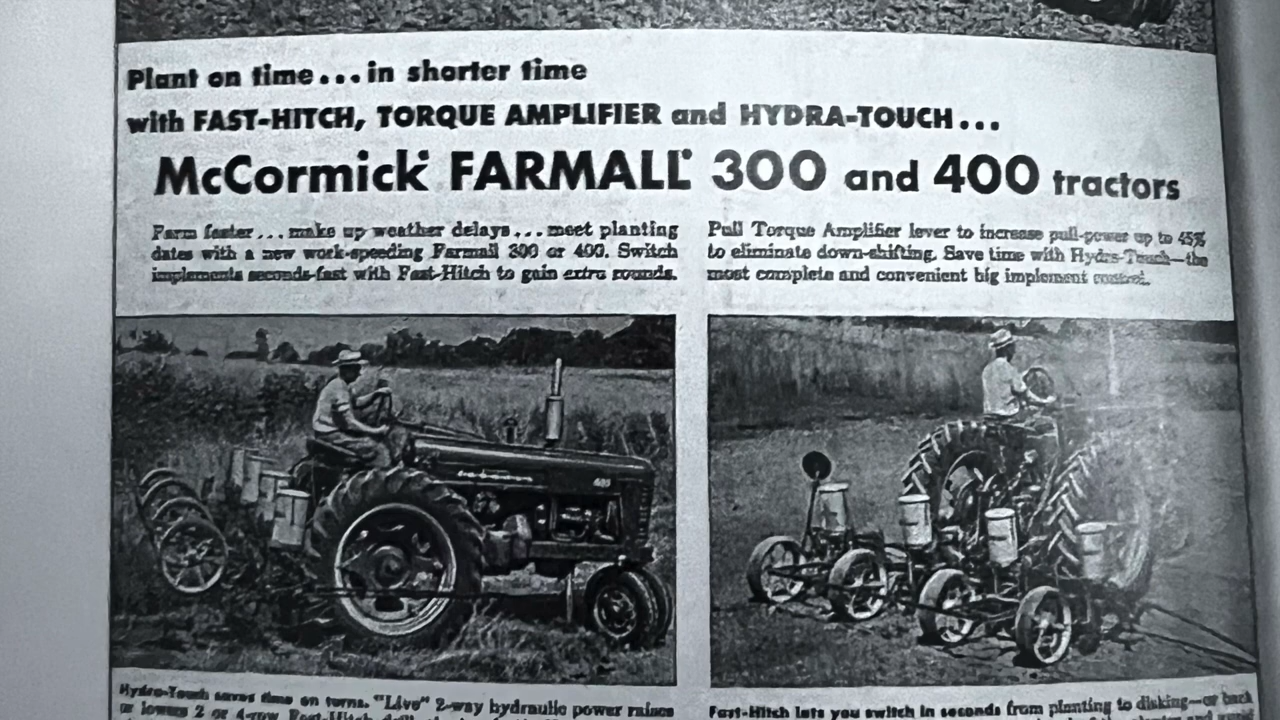 Plant on time...in shorter time
with FAST-HITCH, TORQUE AMPLIFIER and HYDRA-TOUCH...
McCormick® FARMALL® 300 and 400 tractors
Farm faster...make up weather delays...meet planting
dates with a new work-speeding Farmall 300 or 400. Switch
implements seconds-fast with Fast-Hitch to gain extra rounds.
Pull Torque Amplifier lever to increase pull-power up to 45%
to eliminate down-shifting. Save time with Hydra-Touch—the
most complete and convenient big implement control.
400
Hydra-Touch saves time on turns. "Live" 2-way hydraulic power raises
or lowers 2 or 4-row Fast-Hitch
Fast-Hitch lets you switch in seconds from planting to disking—or back